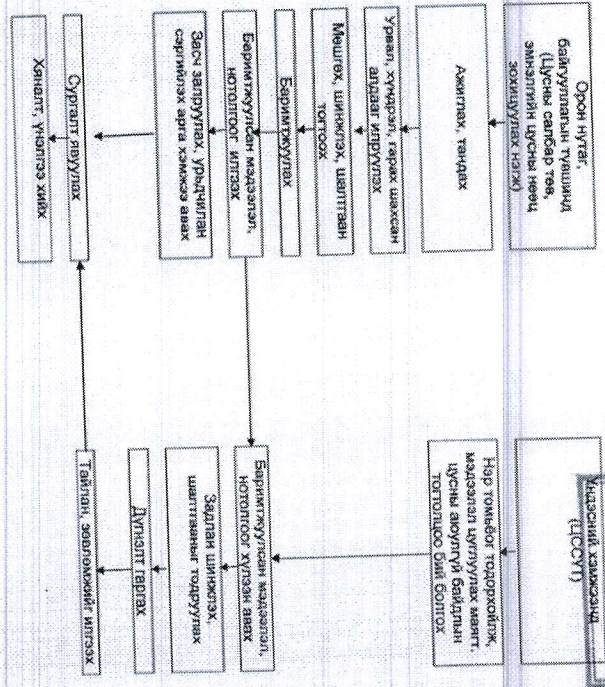 Орон нутаг,
байгууллагын түвшинд
(Цусны салбар төв,
эмнэлгийн цусны нөөц
зохицуулах нэгж)
Ажиглах, тандах
Урвал, хүндрэл, гарах шахсан
алдааг илрүүлэх
Мөшгөх, шинжлэх, шалтгаан
тогтоох
Баримтжуулах
Баримтжуулсан мэдээлэл,
нотолгоог илгээх
Засч залруулах, урьдчилан
сэргийлэх авга хэмжээ авах
Сургалт явуулах
Хяналт, үнэлгээ хийх
Үндэсний хэмжээнд
(ЦССҮТ)
Нэр томъёог тодорхойлж,
мэдээлэл цуглуулах маягт,
цусны аюулгүй байдлын
тогтолцоо бий болгох
Баримтжуулсан мэдээлэл,
нотолгоог хүлээн авах
Задлан шинжлэх,
шалтгааныг тодруулах
Дүгнэлт гаргах
Тайлан, зөвлөмжийг илгээх